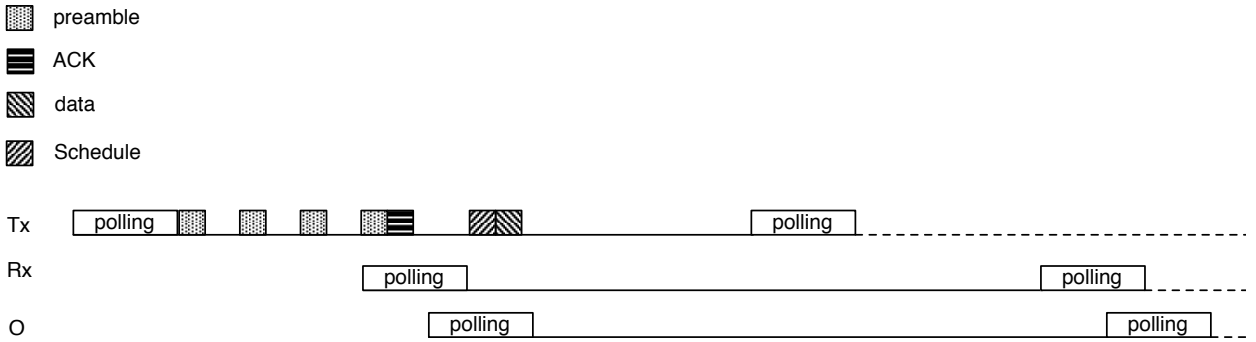 preamble
ACK
data
Schedule
Tx
polling
polling
Rx
polling
polling
O
polling
polling